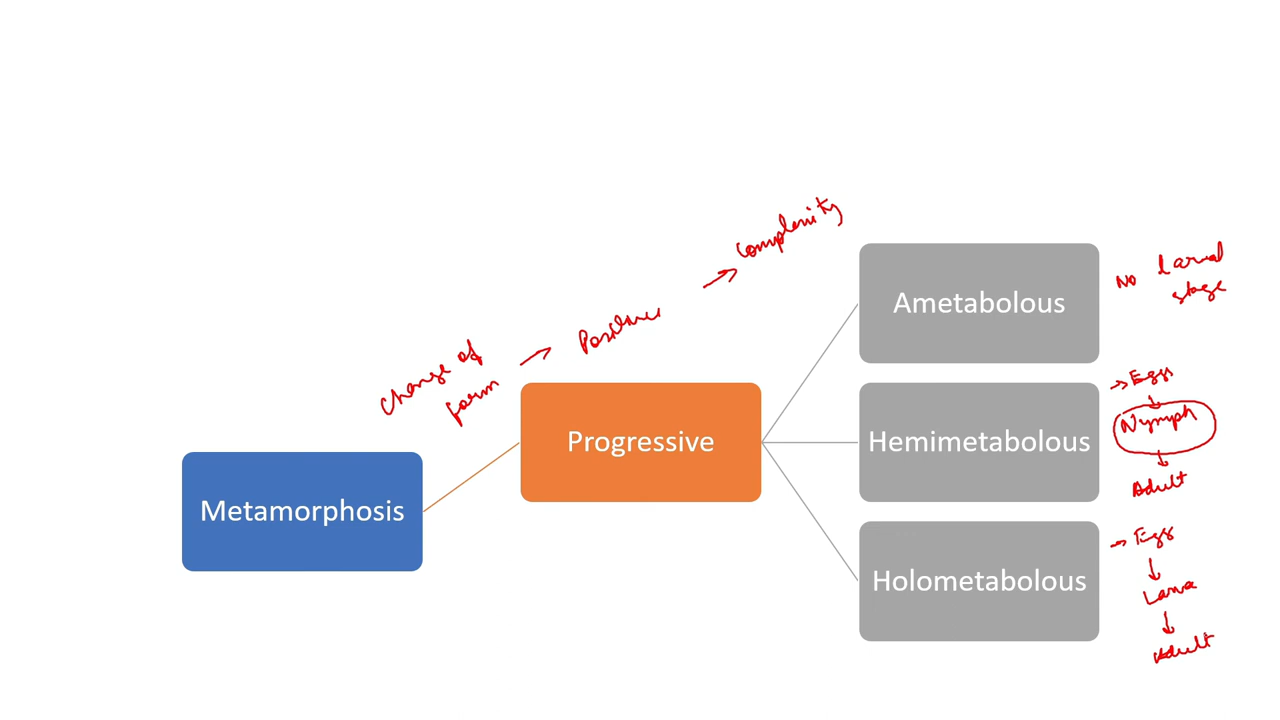 complexity
Ametabolous
No larval
stage
Positive
Change of
form
Progressive
Hemimetabolous
Eggs
Nymph
Adult
Metamorphosis
Holometabolous
Eggs
Larva
Adult